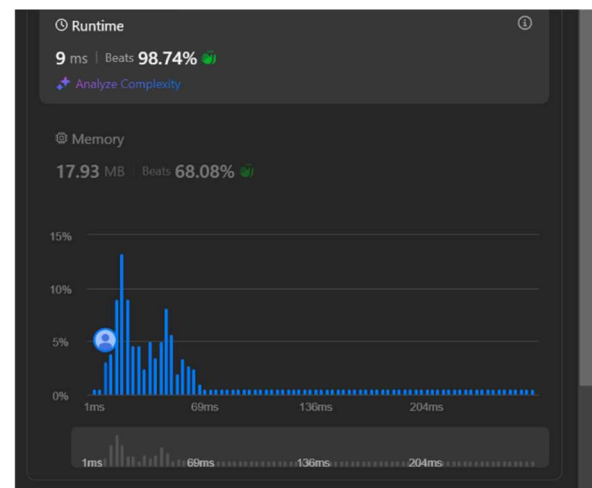 Runtime
9 ms | Beats 98.74%
Analyze Complexity
Memory
17.93 MB | Beats 68.08%
15%
10%
5%
0%
1ms 69ms 136ms 204ms
1ms 69ms 136ms 204ms